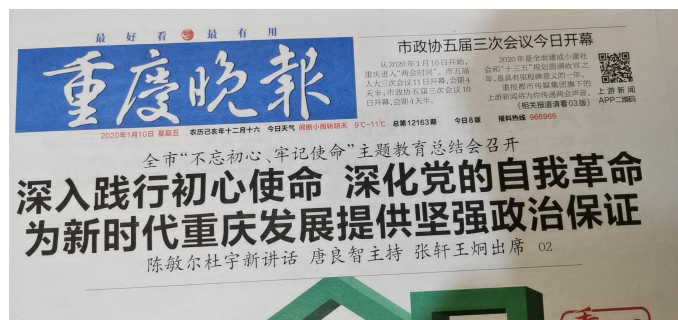 最好看 最有用
重庆晚报
2020年1月10日 星期五 农历己亥年十二月十六 今日天气 间断小雨转阴天 9℃~11℃ 总第12163期 今日8版 报料热线 966966
市政协五届三次会议今日开幕
从2020年1月10日开始，
重庆进入“两会时间”。市五届
人大三次会议11日开幕，会期4
天半；市政协五届三次会议10
日开幕，会期4天半。
2020年是全面建成小康社
会和“十三五”规划圆满收官之
年，是具有里程碑意义的一年。
重报都市传媒集团旗下的
上游新闻将为你传递两会声音。
（相关报道请看03版）
上游新闻
APP二维码
全市“不忘初心、牢记使命”主题教育总结会召开
深入践行初心使命 深化党的自我革命
为新时代重庆发展提供坚强政治保证
陈敏尔杜宇新讲话 唐良智主持 张轩王炯出席 02